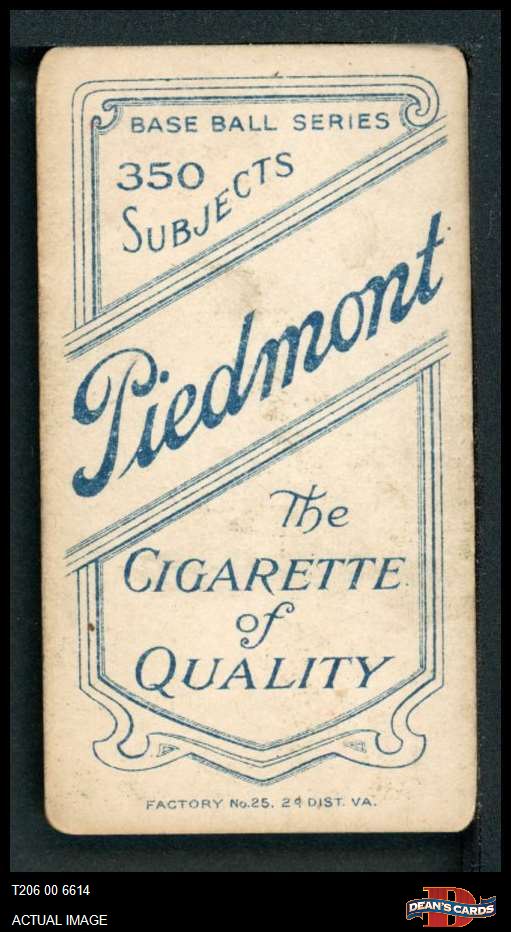 BASE BALL SERIES
350
SUBJECTS
Piedmont
The
CIGARETTE
of
QUALITY
FACTORY No.25. 2d DIST. VA.
T206 00 6614
ACTUAL IMAGE
D
DEAN'S CARDS